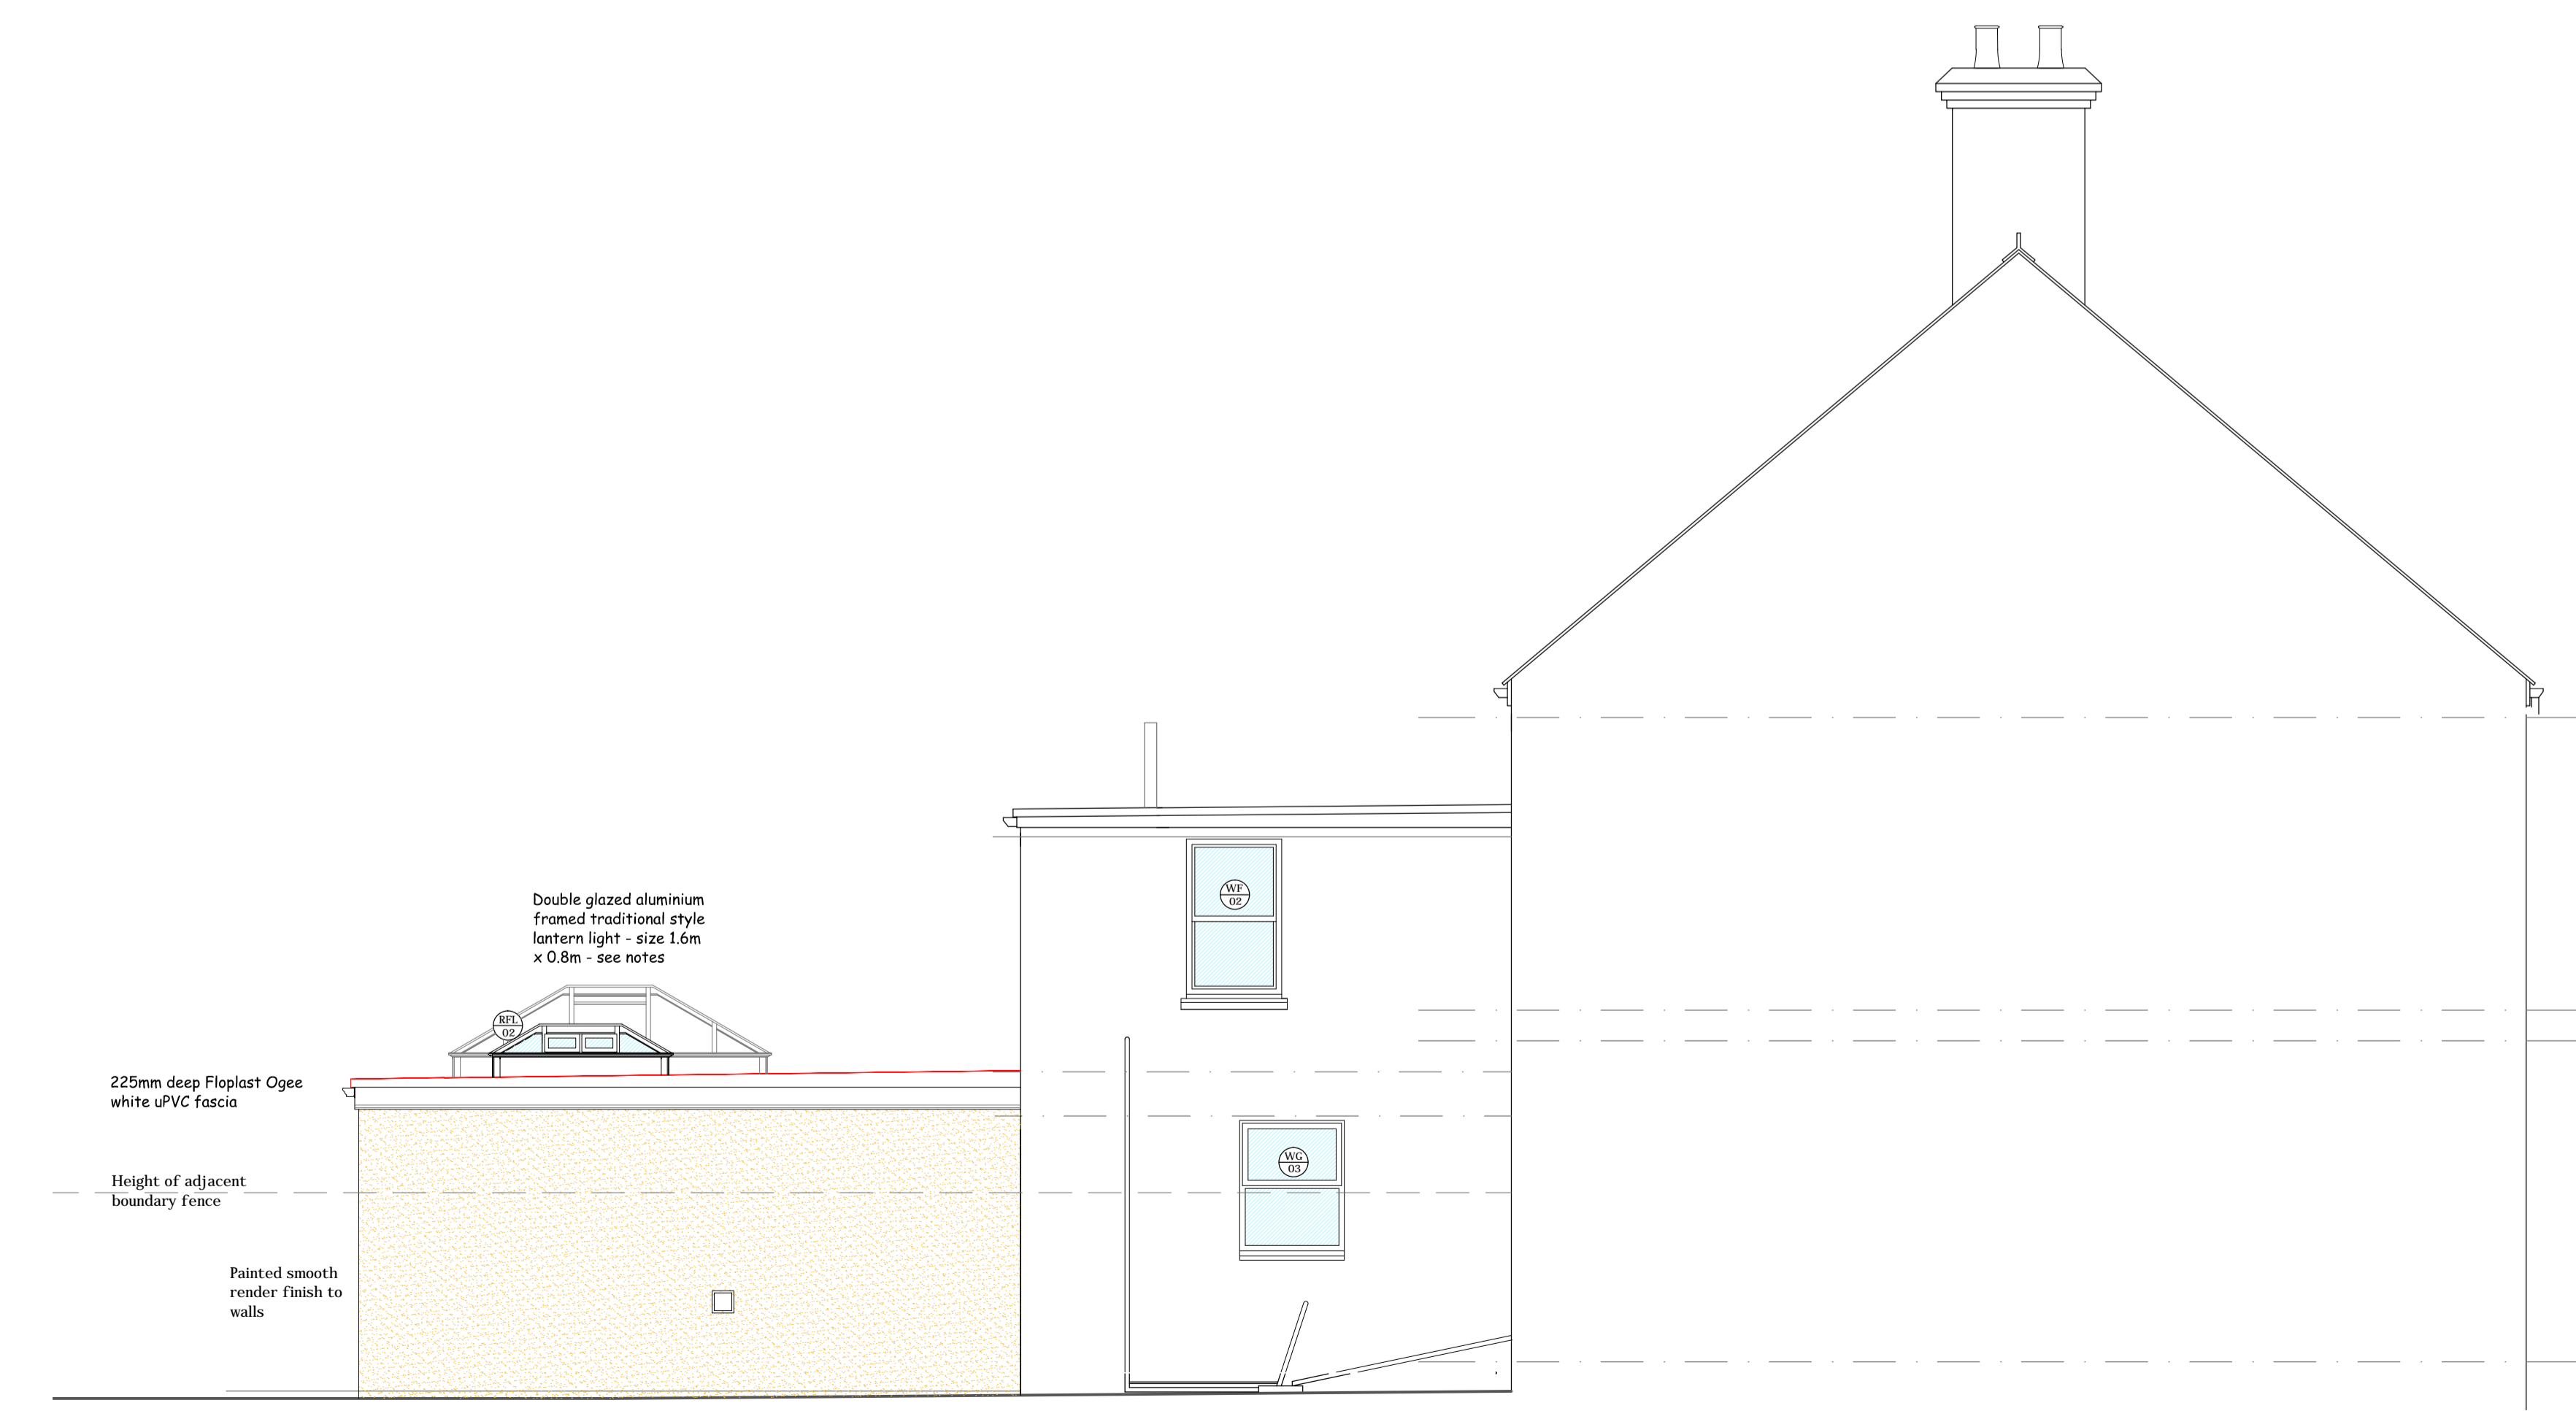 Double glazed aluminium
framed traditional style
lantern light - size 1.6m
x 0.8m - see notes
WF
02
RFL
02
225mm deep Floplast Ogee
white uPVC fascia
WG
03
Height of adjacent
boundary fence
Painted smooth
render finish to
walls